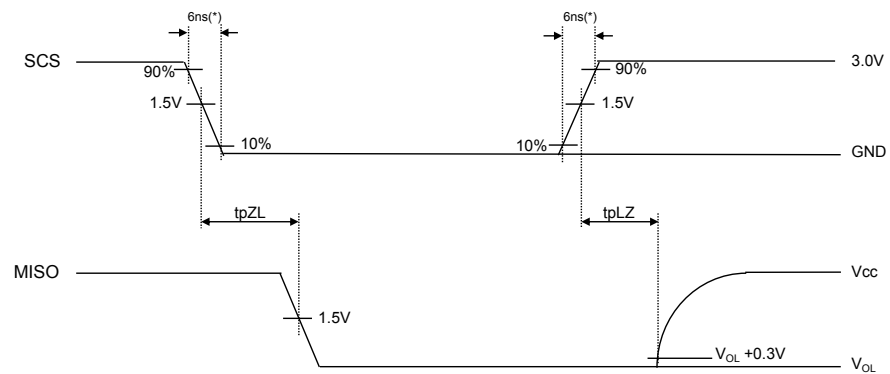 6ns(*) 6ns(*)
SCS 90% 90% 3.0V
1.5V 1.5V
10% 10% GND
tpZL tpLZ
MISO Vcc
1.5V
VOL +0.3V
VOL